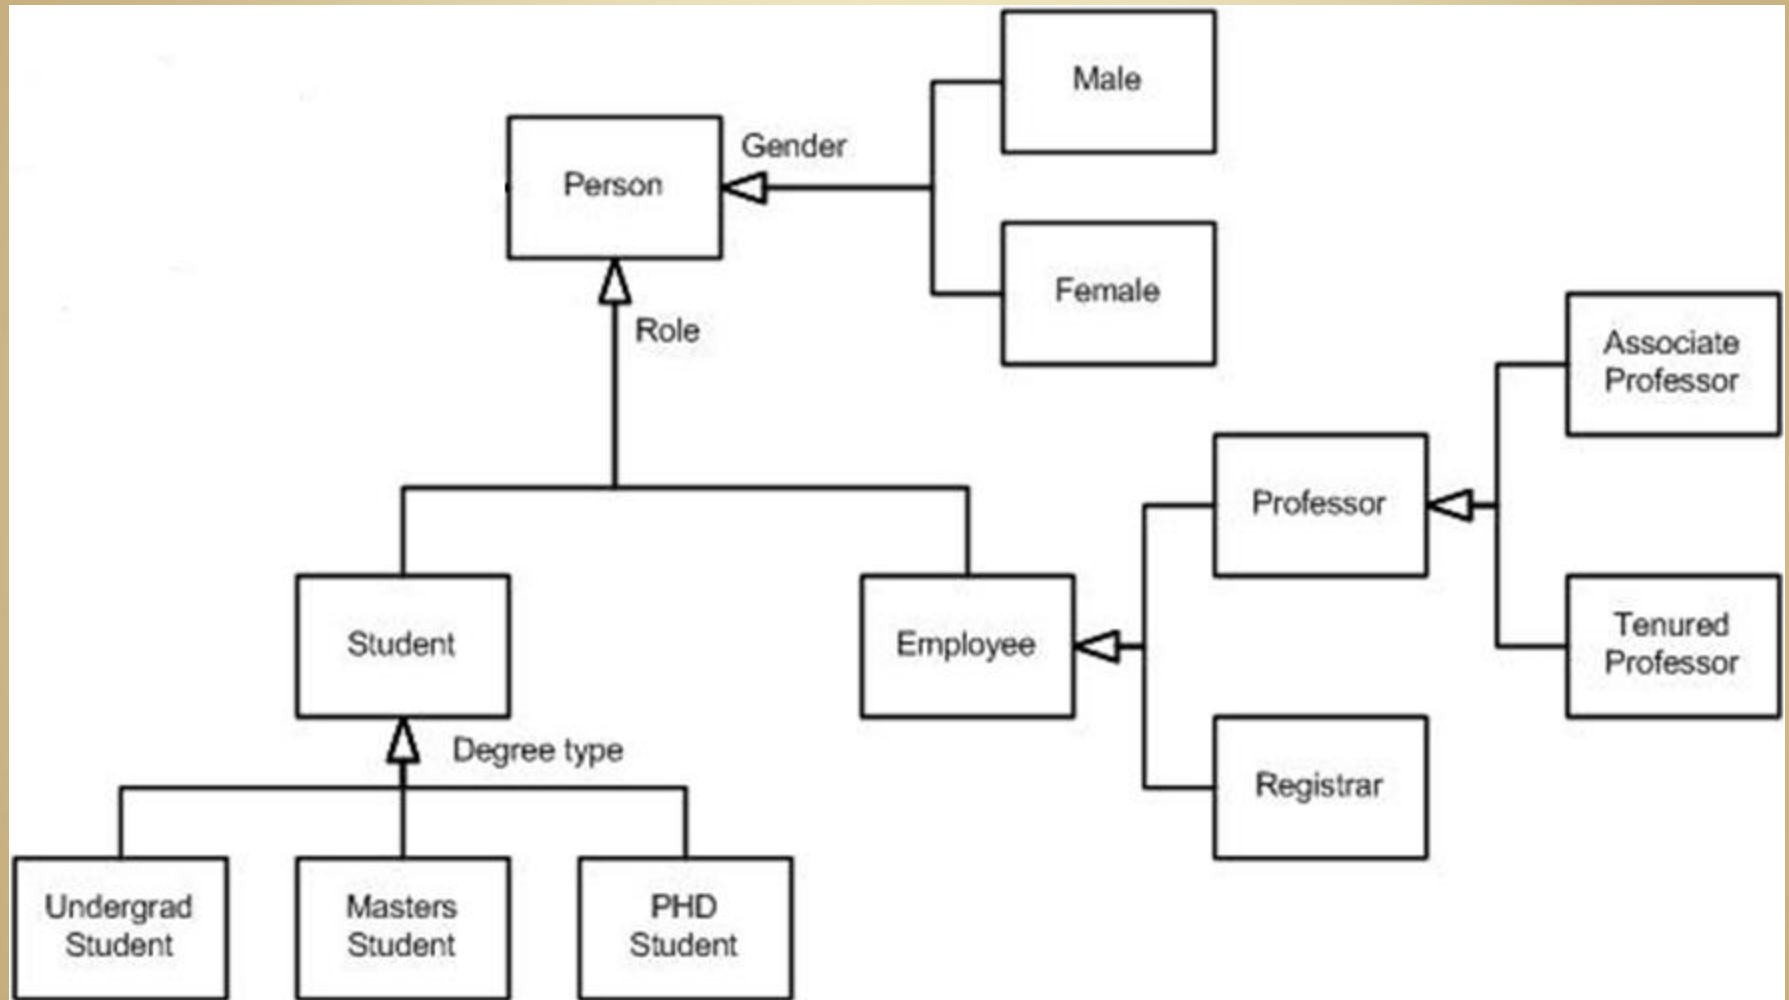 Male
Gender
Person
Female
Role
Associate
Professor
Professor
Tenured
Professor
Student
Employee
Degree type
Registrar
Undergrad
Student
Masters
Student
PHD
Student